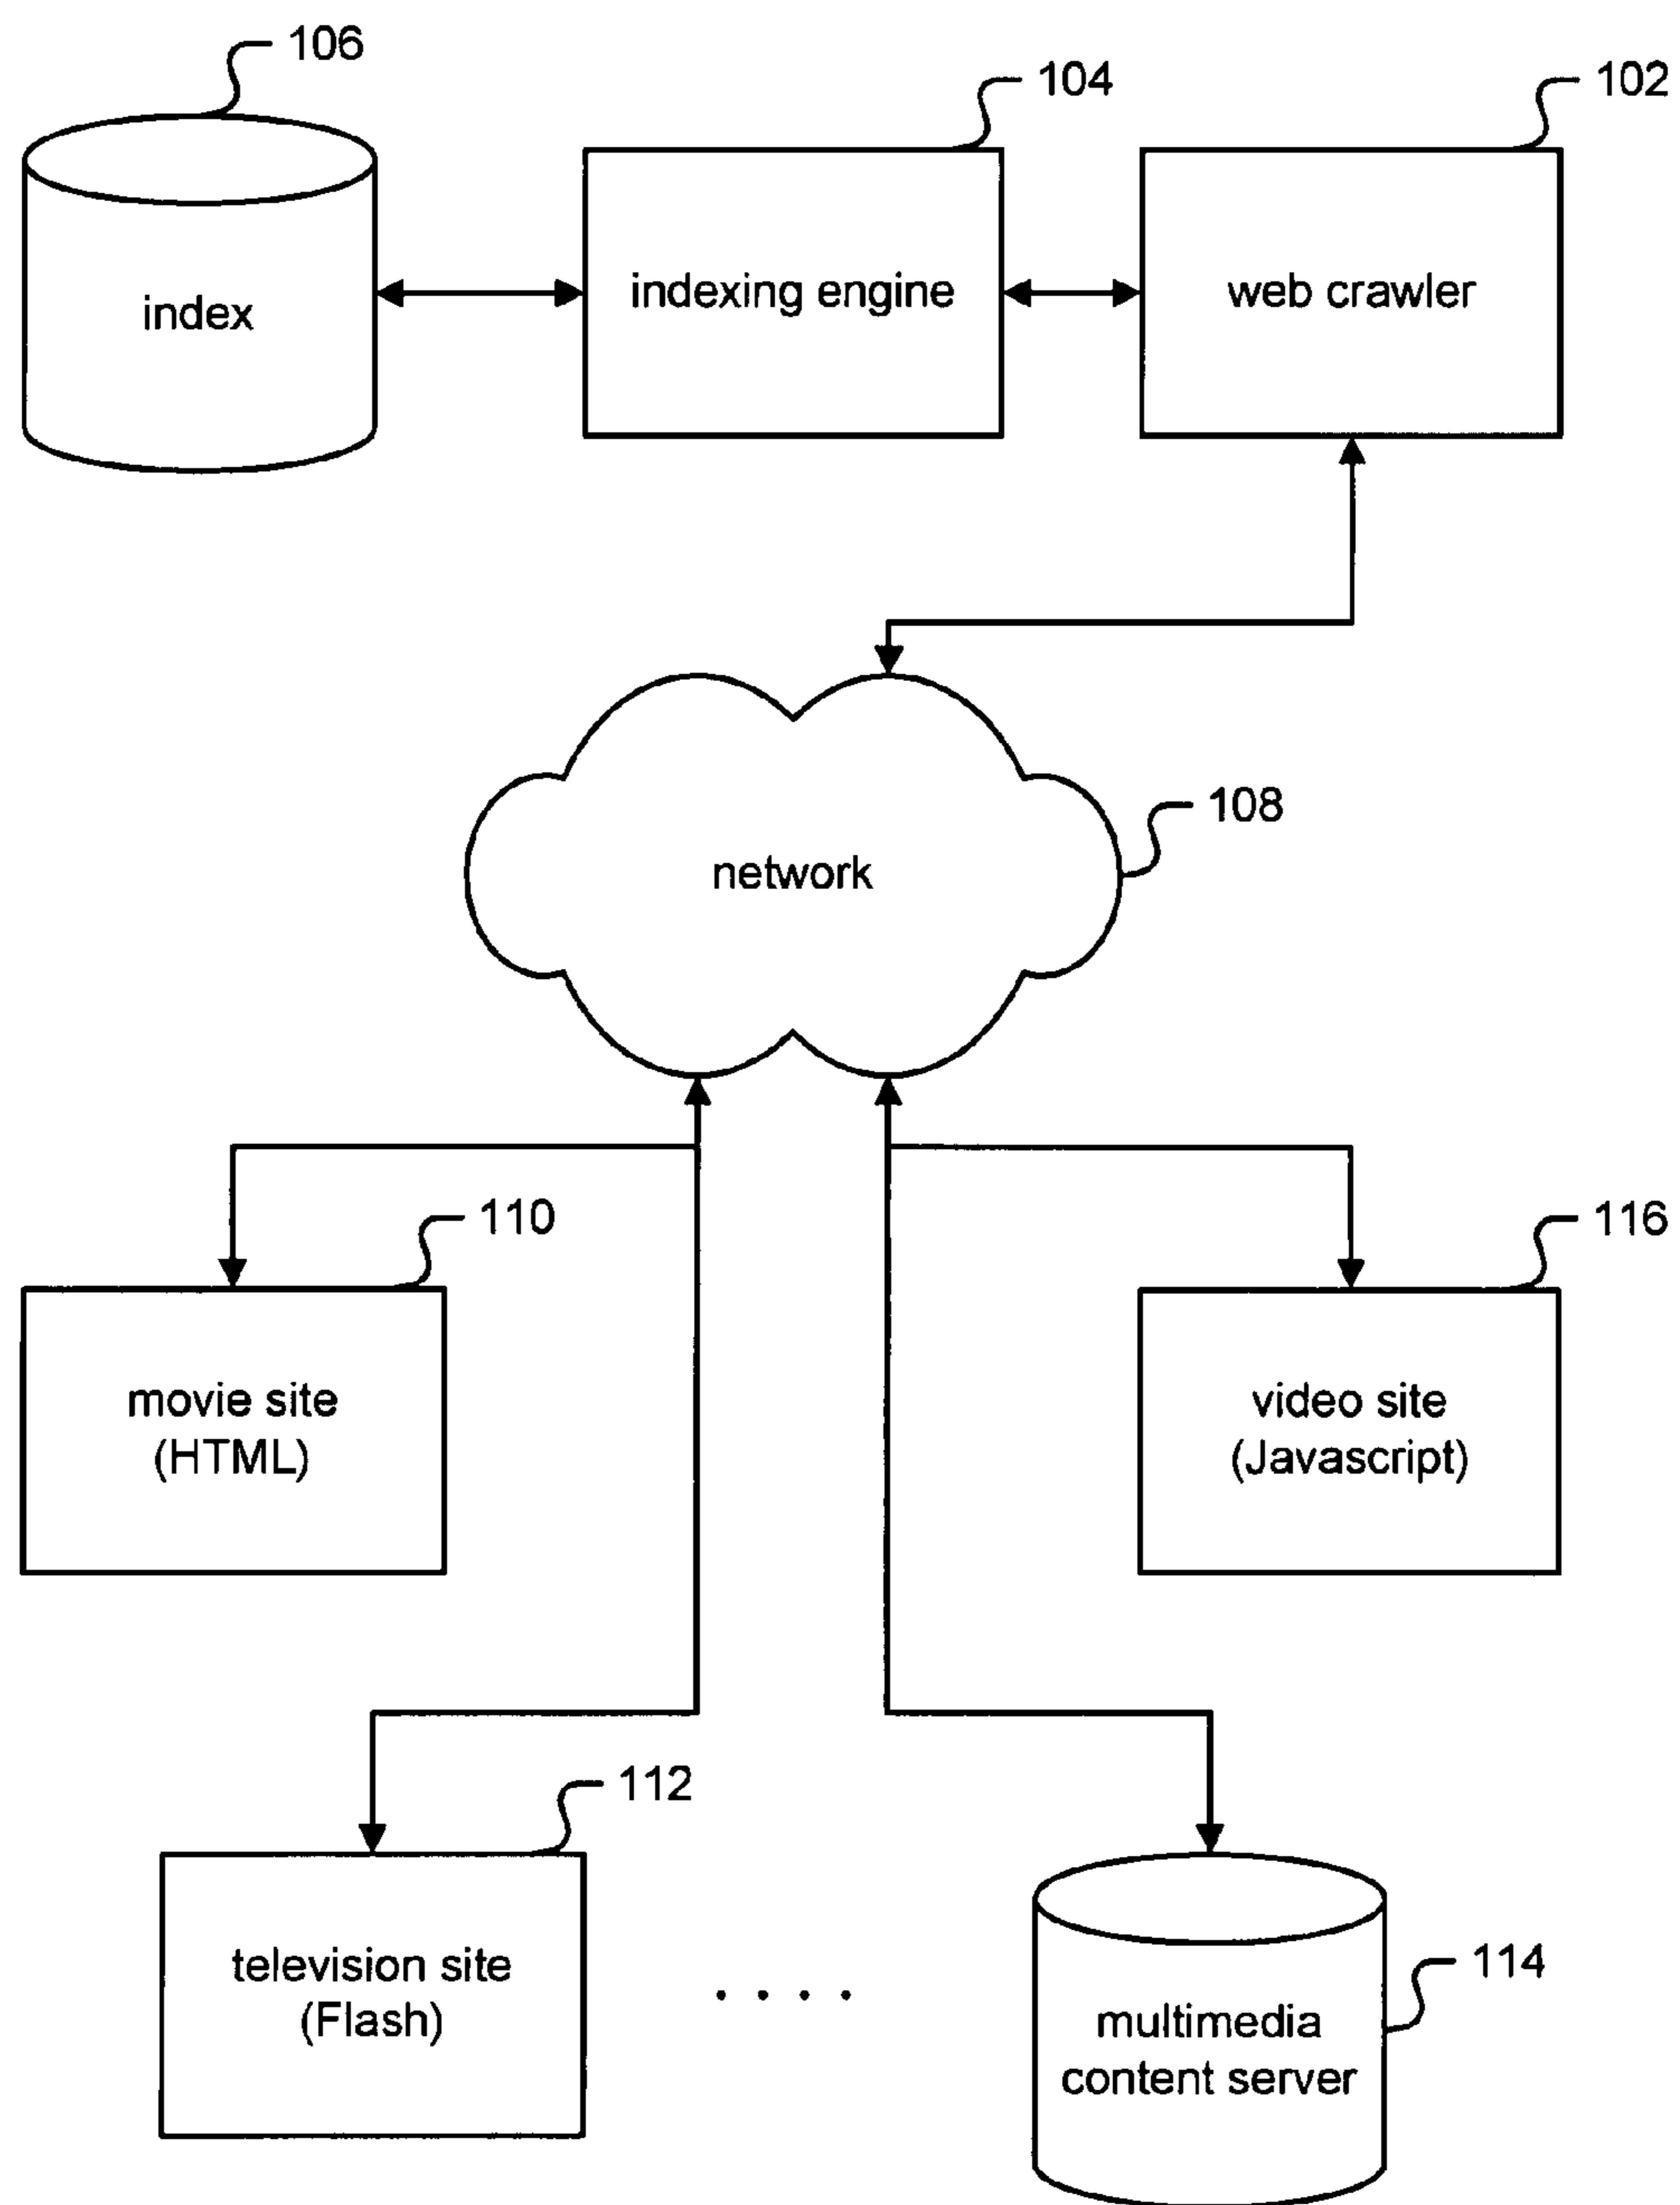 106
104
102
index
indexing engine
web crawler
108
network
110
116
movie site
(HTML)
video site
(Javascript)
112
television site
(Flash)
. . . .
114
multimedia
content server